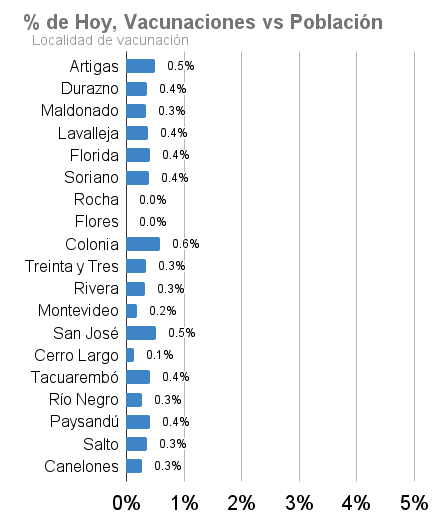 % de Hoy, Vacunaciones vs Población
Localidad de vacunación
Artigas 0.5%
Durazno 0.4%
Maldonado 0.3%
Lavalleja 0.4%
Florida 0.4%
Soriano 0.4%
Rocha 0.0%
Flores 0.0%
Colonia 0.6%
Treinta y Tres 0.3%
Rivera 0.3%
Montevideo 0.2%
San José 0.5%
Cerro Largo 0.1%
Tacuarembó 0.4%
Río Negro 0.3%
Paysandú 0.4%
Salto 0.3%
Canelones 0.3%
0% 1% 2% 3% 4% 5%